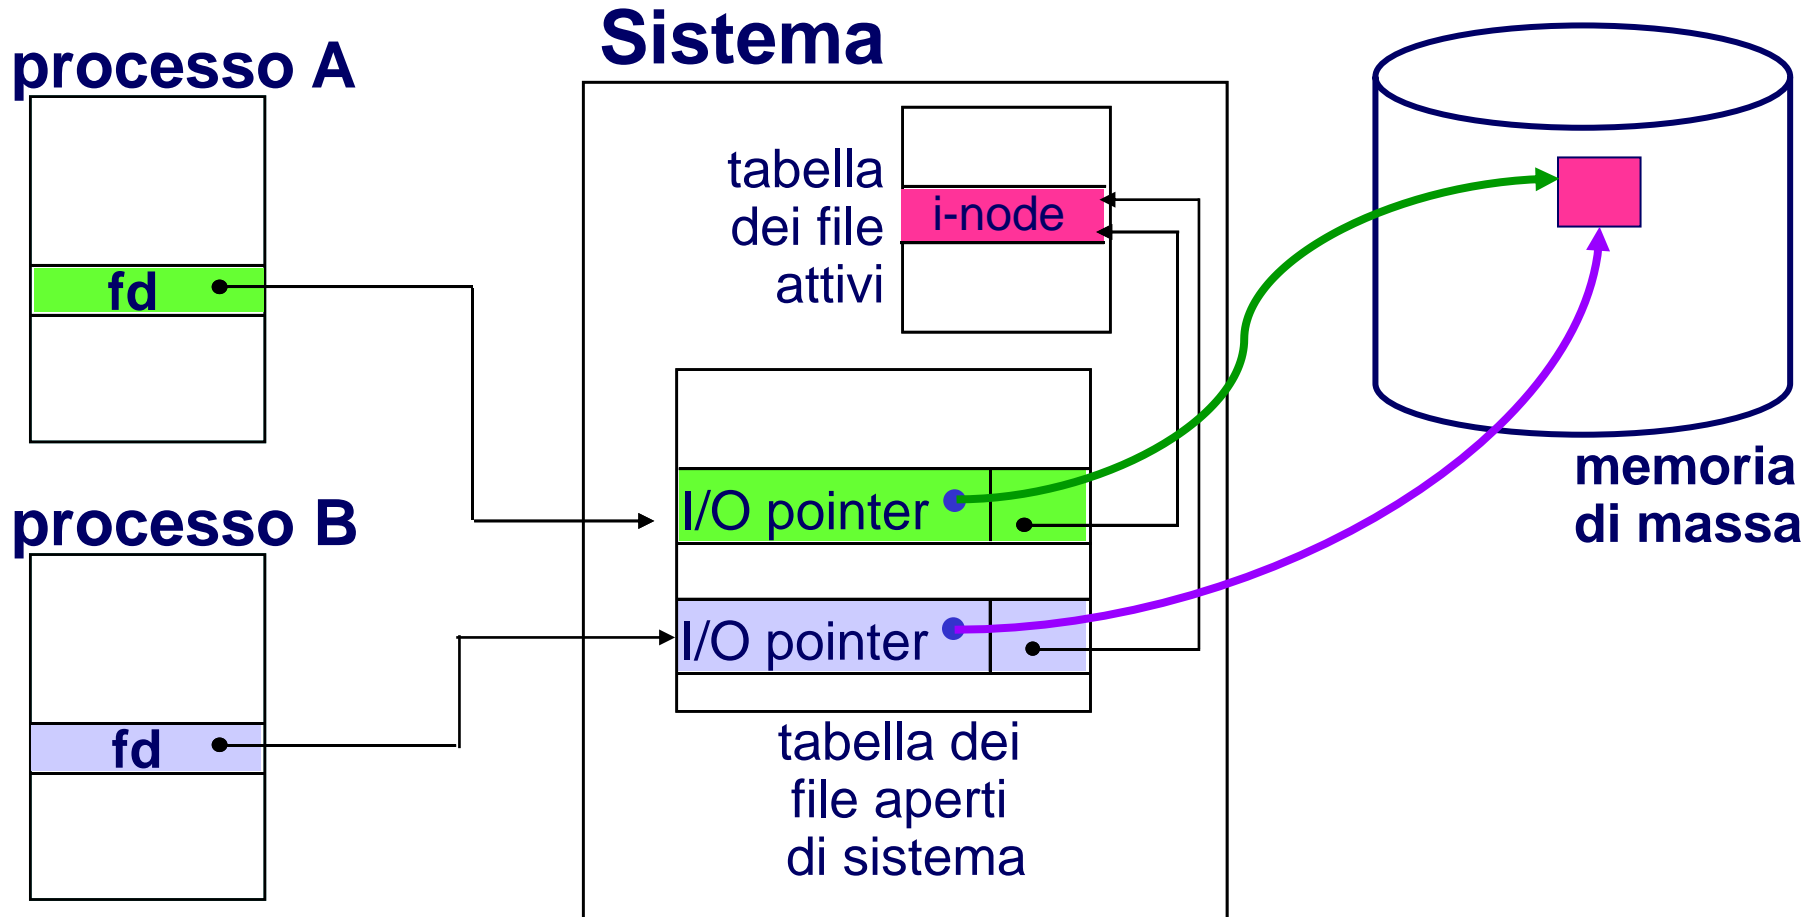 Sistema
processo A
fd
tabella
dei file
attivi
i-node
I/O pointer
I/O pointer
tabella dei
file aperti
di sistema
processo B
fd
memoria
di massa